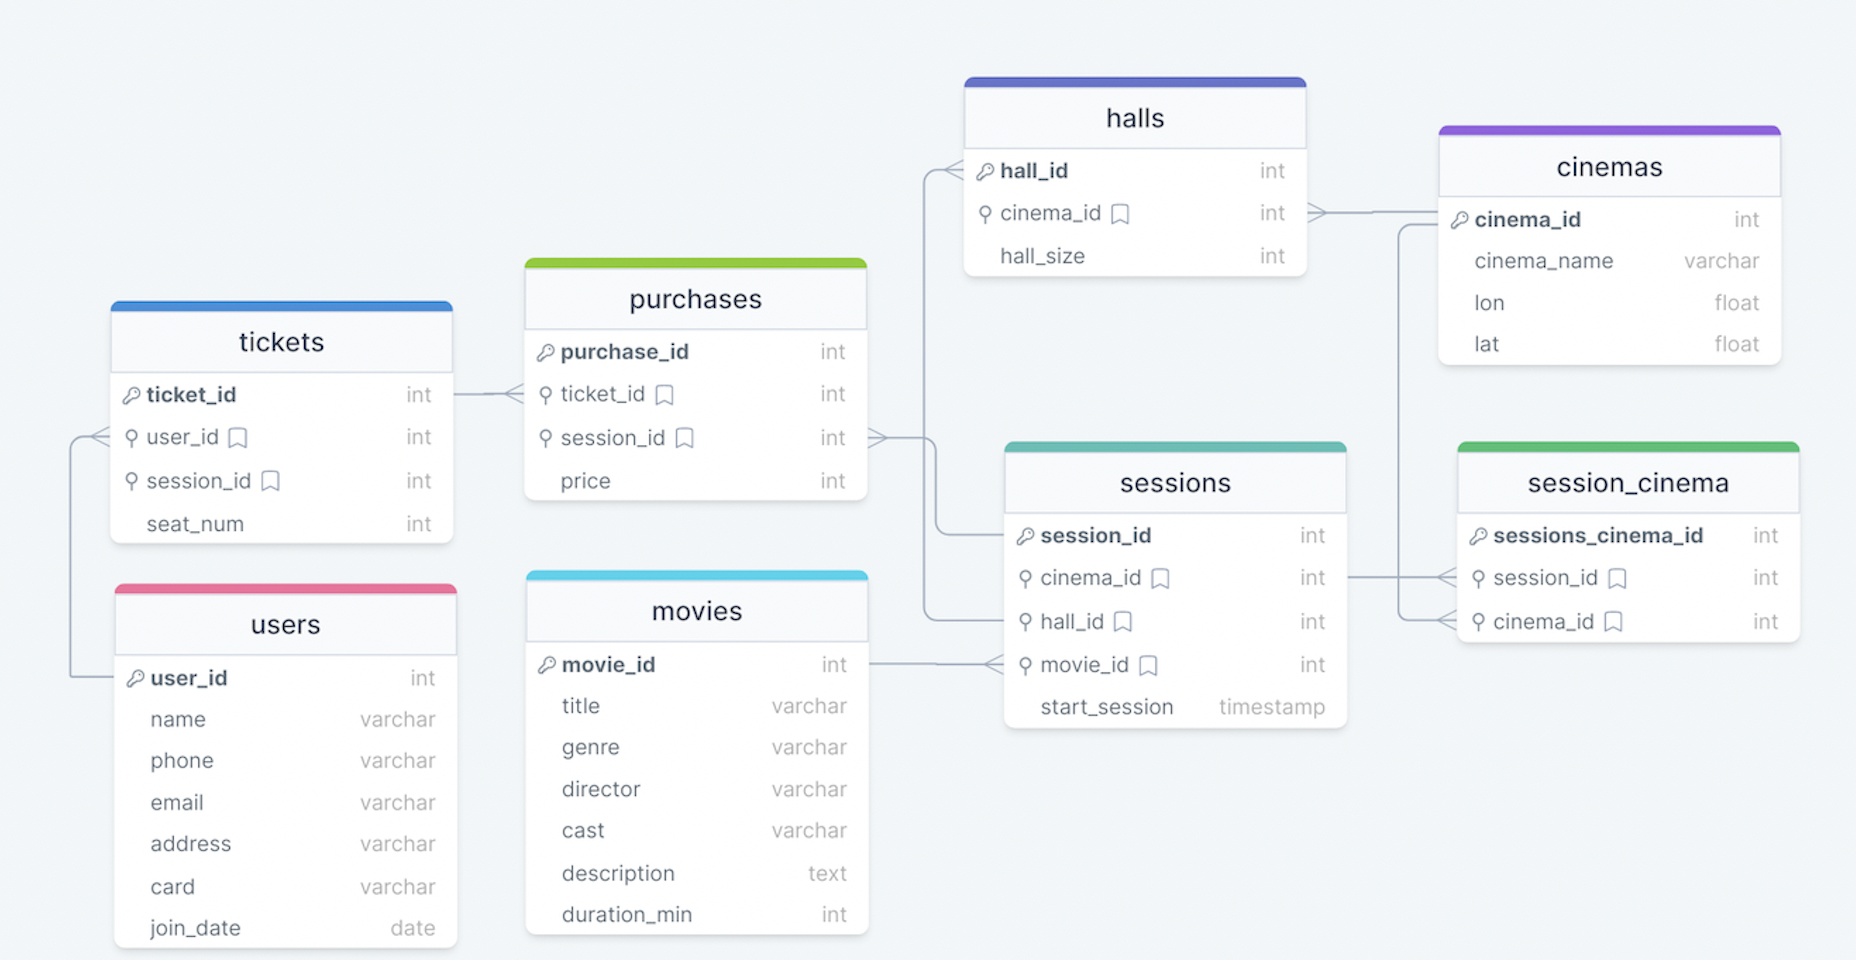 tickets
ticket_id int
user_id int
session_id int
seat_num int
users
user_id int
name varchar
phone varchar
email varchar
address varchar
card varchar
join_date date
purchases
purchase_id int
ticket_id int
session_id int
price int
movies
movie_id int
title varchar
genre varchar
director varchar
cast varchar
description text
duration_min int
halls
hall_id int
cinema_id int
hall_size int
sessions
session_id int
cinema_id int
hall_id int
movie_id int
start_session timestamp
cinemas
cinema_id int
cinema_name varchar
lon float
lat float
session_cinema
sessions_cinema_id int
session_id int
cinema_id int